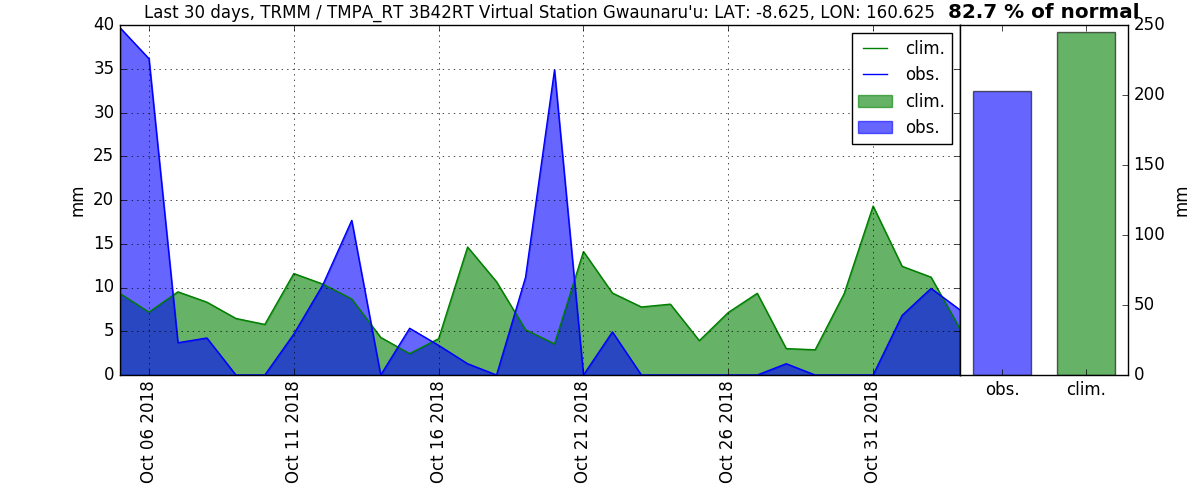 Last 30 days, TRMM / TMPA_RT 3B42RT Virtual Station Gwaunaru'u: LAT: -8.625, LON: 160.625
82.7 % of normal
mm
40
35
30
25
20
15
10
5
0
clim.
obs.
clim.
obs.
Oct 06 2018
Oct 11 2018
Oct 16 2018
Oct 21 2018
Oct 26 2018
Oct 31 2018
250
200
150
100
50
0
mm
obs.
clim.